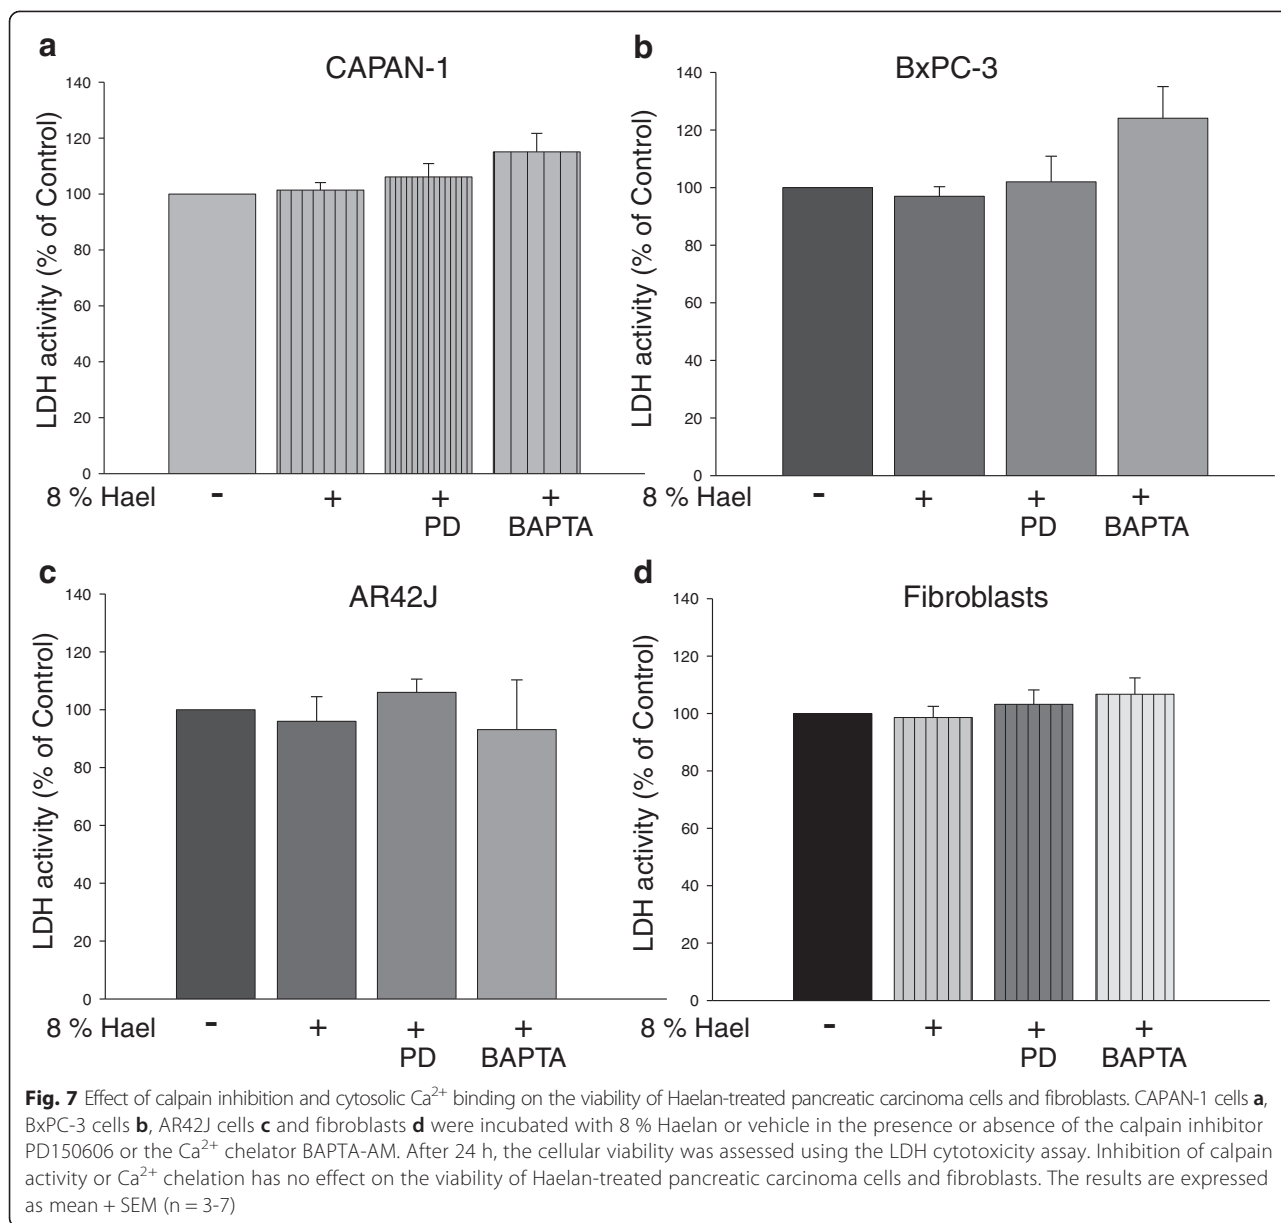 a
CAPAN-1
LDH activity (% of Control)
140
120
100
80
60
40
20
0
8 % Hael - + + +
PD BAPTA
b
BxPC-3
LDH activity (% of Control)
140
120
100
80
60
40
20
0
8 % Hael - + + +
PD BAPTA
c
AR42J
LDH activity (% of Control)
140
120
100
80
60
40
20
0
8 % Hael - + + +
PD BAPTA
d
Fibroblasts
LDH activity (% of Control)
140
120
100
80
60
40
20
0
8 % Hael - + + +
PD BAPTA
Fig. 7 Effect of calpain inhibition and cytosolic Ca²⁺ binding on the viability of Haelan-treated pancreatic carcinoma cells and fibroblasts. CAPAN-1 cells a,
BxPC-3 cells b, AR42J cells c and fibroblasts d were incubated with 8 % Haelan or vehicle in the presence or absence of the calpain inhibitor
PD150606 or the Ca²⁺ chelator BAPTA-AM. After 24 h, the cellular viability was assessed using the LDH cytotoxicity assay. Inhibition of calpain
activity or Ca²⁺ chelation has no effect on the viability of Haelan-treated pancreatic carcinoma cells and fibroblasts. The results are expressed
as mean + SEM (n = 3-7)